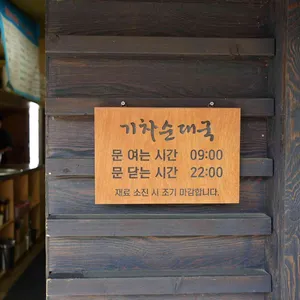 기차순대국
문 여는 시간 09:00
문 닫는 시간 22:00
재료 소진 시 조기 마감합니다.